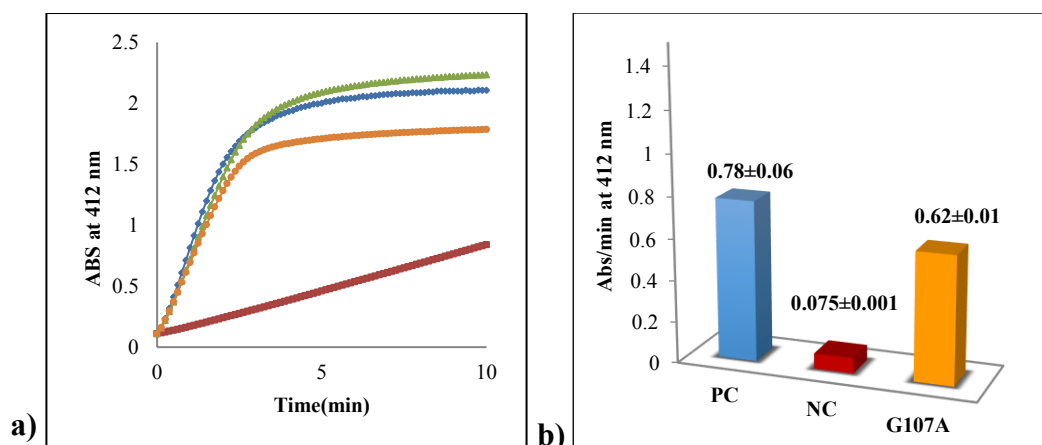 ABS at 412 nm
2.5
2
1.5
1
0.5
0
0 5 10
Time(min)
a)
Abs/min at 412 nm
1.4
1.2
1
0.8
0.6
0.4
0.2
0
0.78±0.06
0.075±0.001
0.62±0.01
PC
NC
G107A
b)